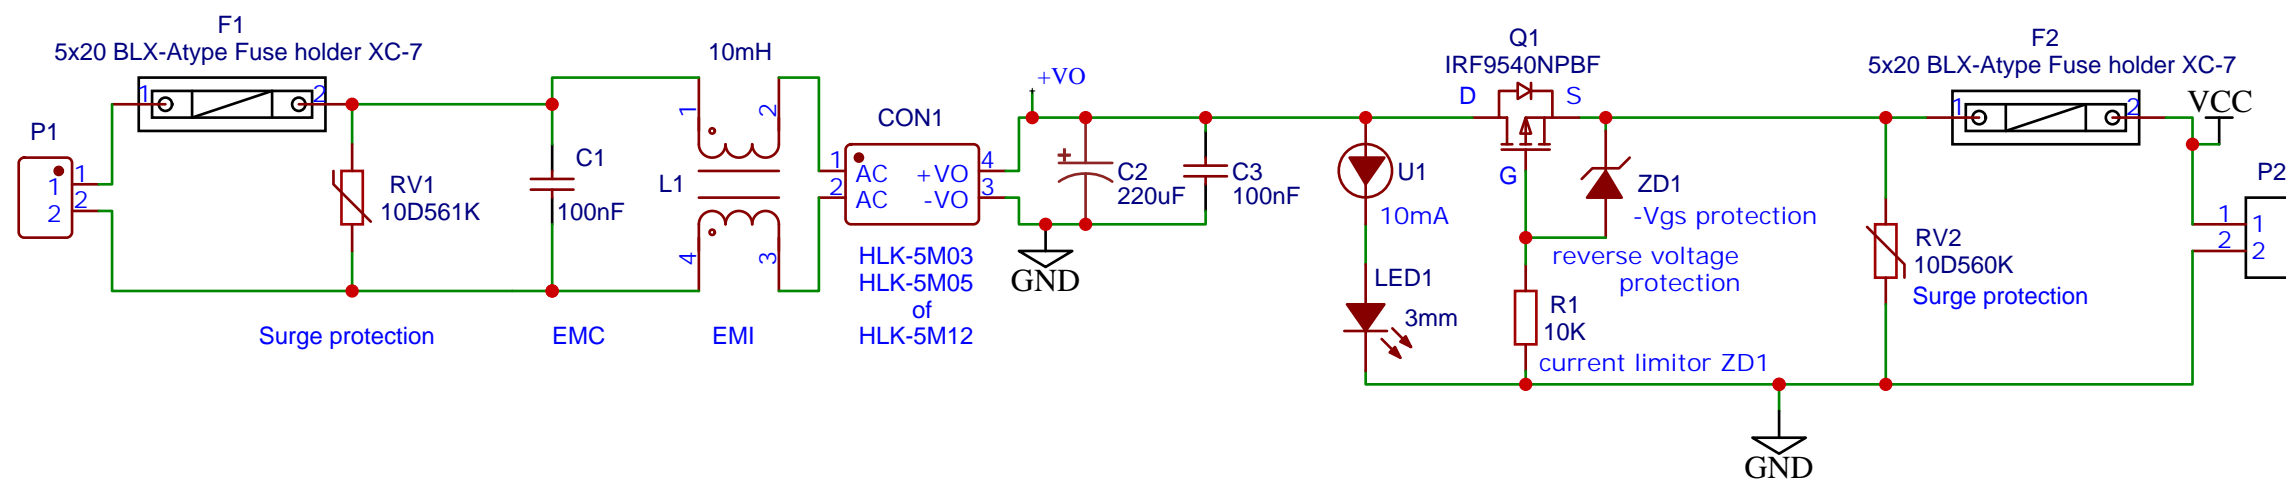 F1
5x20 BLX-Atype Fuse holder XC-7
1
2
P1
1
1
2
2
RV1
10D561K
Surge protection
C1
100nF
EMC
10mH
1
2
L1
4
3
EMI
CON1
1
AC
+VO
4
2
AC
-VO
3
HLK-5M03
HLK-5M05
of
HLK-5M12
+VO
C2
220uF
C3
100nF
GND
U1
10mA
LED1
3mm
Q1
IRF9540NPBF
D
S
G
ZD1
-Vgs protection
reverse voltage
protection
R1
10K
current limitor ZD1
GND
RV2
10D560K
Surge protection
F2
5x20 BLX-Atype Fuse holder XC-7
1
2
VCC
P2
1
1
2
2